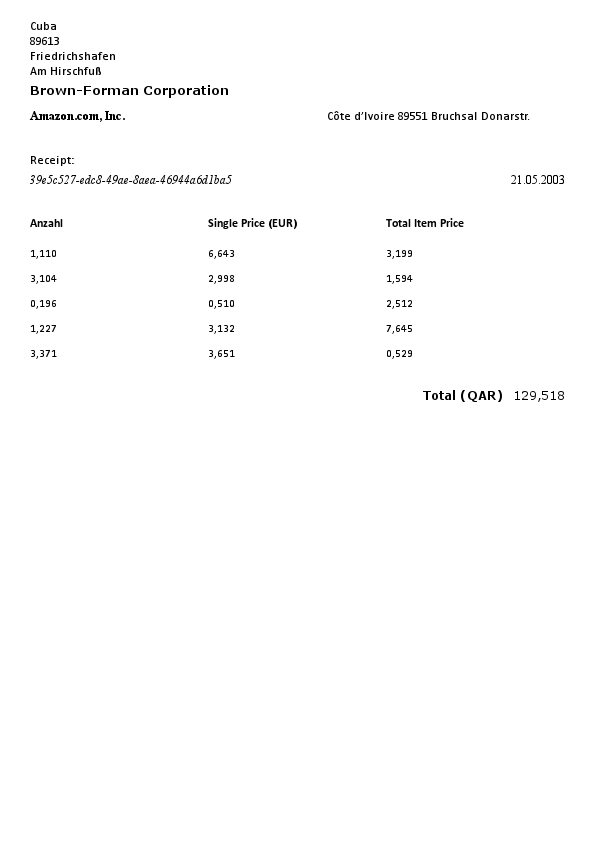 Cuba
89613
Friedrichshafen
Am Hirschfuß
Brown-Forman Corporation
Amazon.com, Inc. Côte d'Ivoire 89551 Bruchsal Donarstr.
Receipt:
39e5c527-edc8-49ae-8aea-46944a6d1ba5 21.05.2003
Anzahl Single Price (EUR) Total Item Price
1,110 6,643 3,199
3,104 2,998 1,594
0,196 0,510 2,512
1,227 3,132 7,645
3,371 3,651 0,529
Total (QAR) 129,518